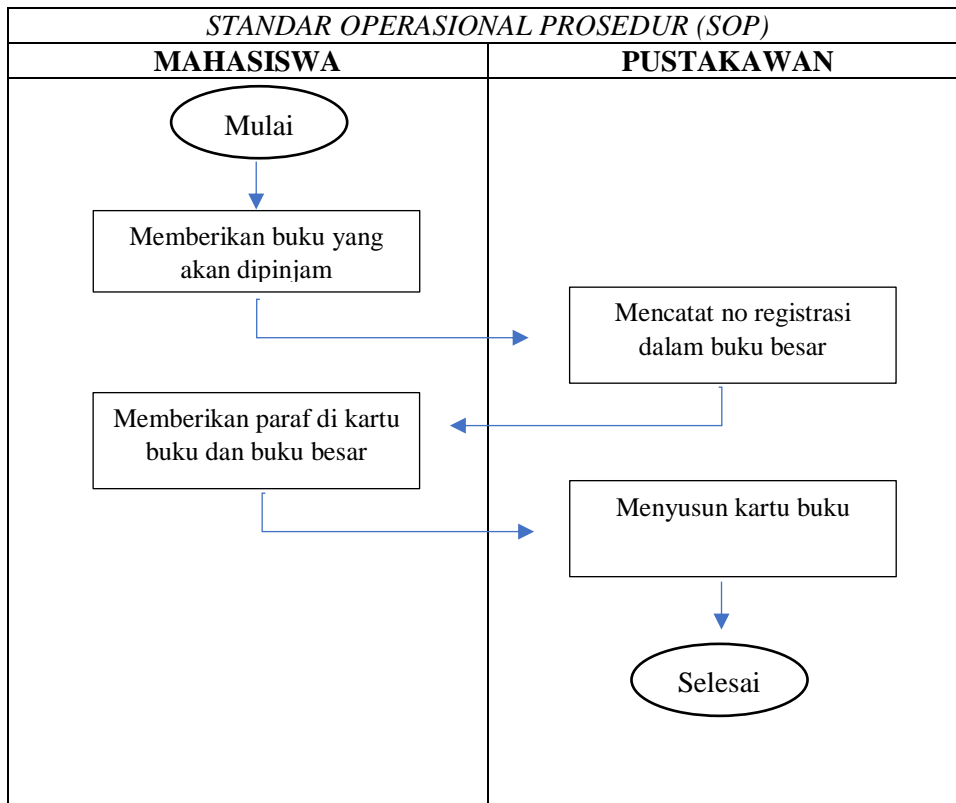 STANDAR OPERASIONAL PROSEDUR (SOP)
MAHASISWA
PUSTAKAWAN
Mulai
Memberikan buku yang
akan dipinjam
Mencatat no registrasi
dalam buku besar
Memberikan paraf di kartu
buku dan buku besar
Menyusun kartu buku
Selesai